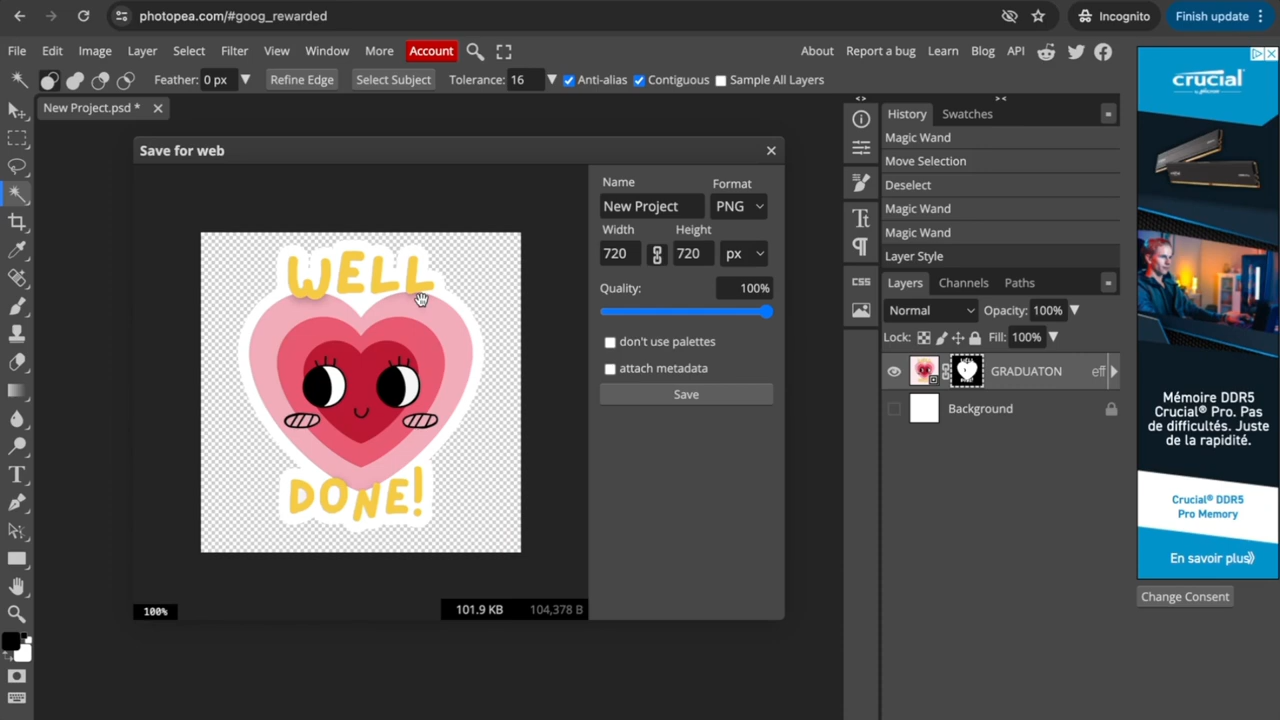 photopea.com/#goog_rewarded
Incognito
Finish update
File Edit Image Layer Select Filter View Window More Account
About Report a bug Learn Blog API
Feather: 0 px Refine Edge Select Subject Tolerance: 16 Anti-alias Contiguous Sample All Layers
New Project.psd *
Save for web
Name
Format
New Project
PNG
Width
Height
720
720
px
Quality:
100%
don't use palettes
attach metadata
Save
WELL
DONE!
100%
101.9 KB
104,378 B
T
Tt
CSS
History Swatches
Magic Wand
Move Selection
Deselect
Magic Wand
Magic Wand
Layer Style
Layers Channels Paths
Normal
Opacity: 100%
Lock:
Fill: 100%
GRADUATON
eff
Background
crucial
Mémoire DDR5
Crucial® Pro. Pas
de difficultés. Juste
de la rapidité.
Crucial® DDR5
Pro Memory
En savoir plus
Change Consent